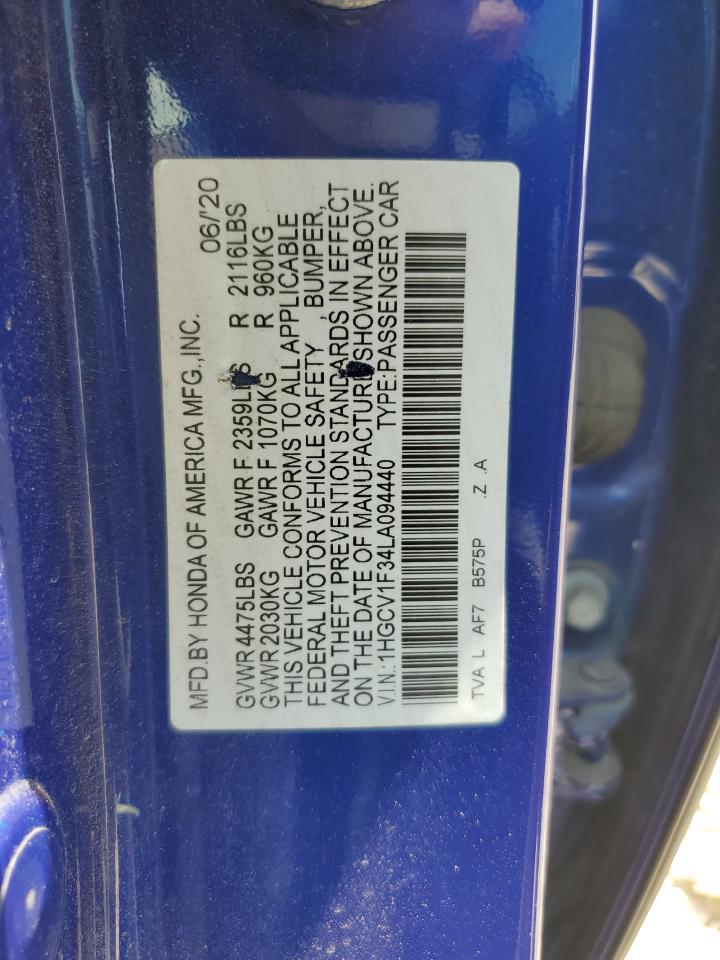 MFD.BY HONDA OF AMERICA MFG.,INC. 06/'20
GVWR 4475LBS GAWR F 2359LBS R 2116LBS
GVWR 2030KG GAWR F 1070KG R 960KG
THIS VEHICLE CONFORMS TO ALL APPLICABLE
FEDERAL MOTOR VEHICLE SAFETY , BUMPER,
AND THEFT PREVENTION STANDARDS IN EFFECT
ON THE DATE OF MANUFACTURE SHOWN ABOVE.
V.I.N.:1HGCV1F34LA094440 TYPE:PASSENGER CAR
TVA L AF7 B575P .Z .A